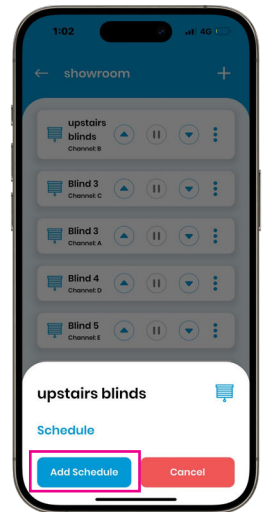 1:02
4G
showroom
upstairs
blinds
Channel: B
Blind 3
Channel: C
Blind 3
Channel: A
Blind 4
Channel: D
Blind 5
Channel: E
upstairs blinds
Schedule
Add Schedule
Cancel